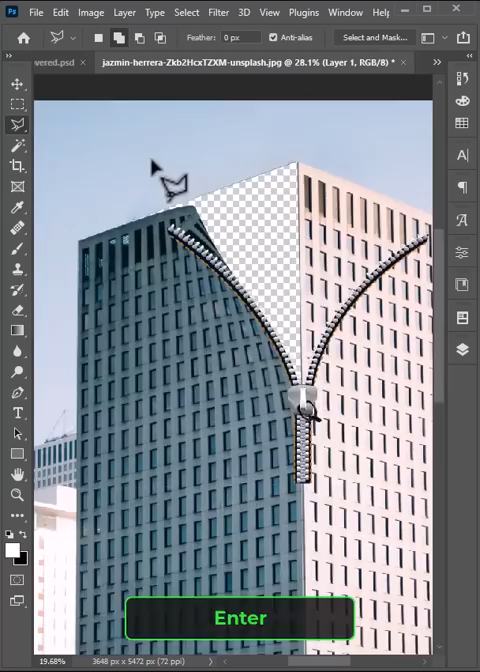 Ps File Edit Image Layer Type Select Filter 3D View Plugins Window Help
Feather: 0 px Anti-alias Select and Mask...
vered.psd × jazmin-herrera-Zkb2HcxTZXM-unsplash.jpg @ 28.1% (Layer 1, RGB/8) * ×
Enter
19.68% 3648 px x 5472 px (72 ppi)